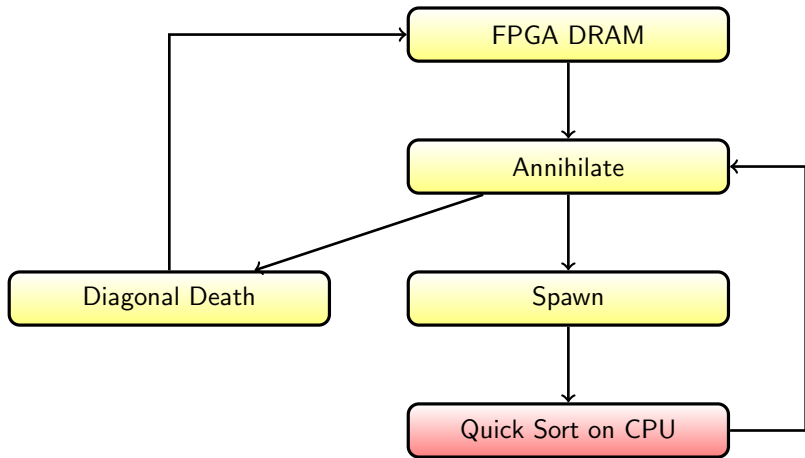 FPGA DRAM
Annihilate
Diagonal Death
Spawn
Quick Sort on CPU